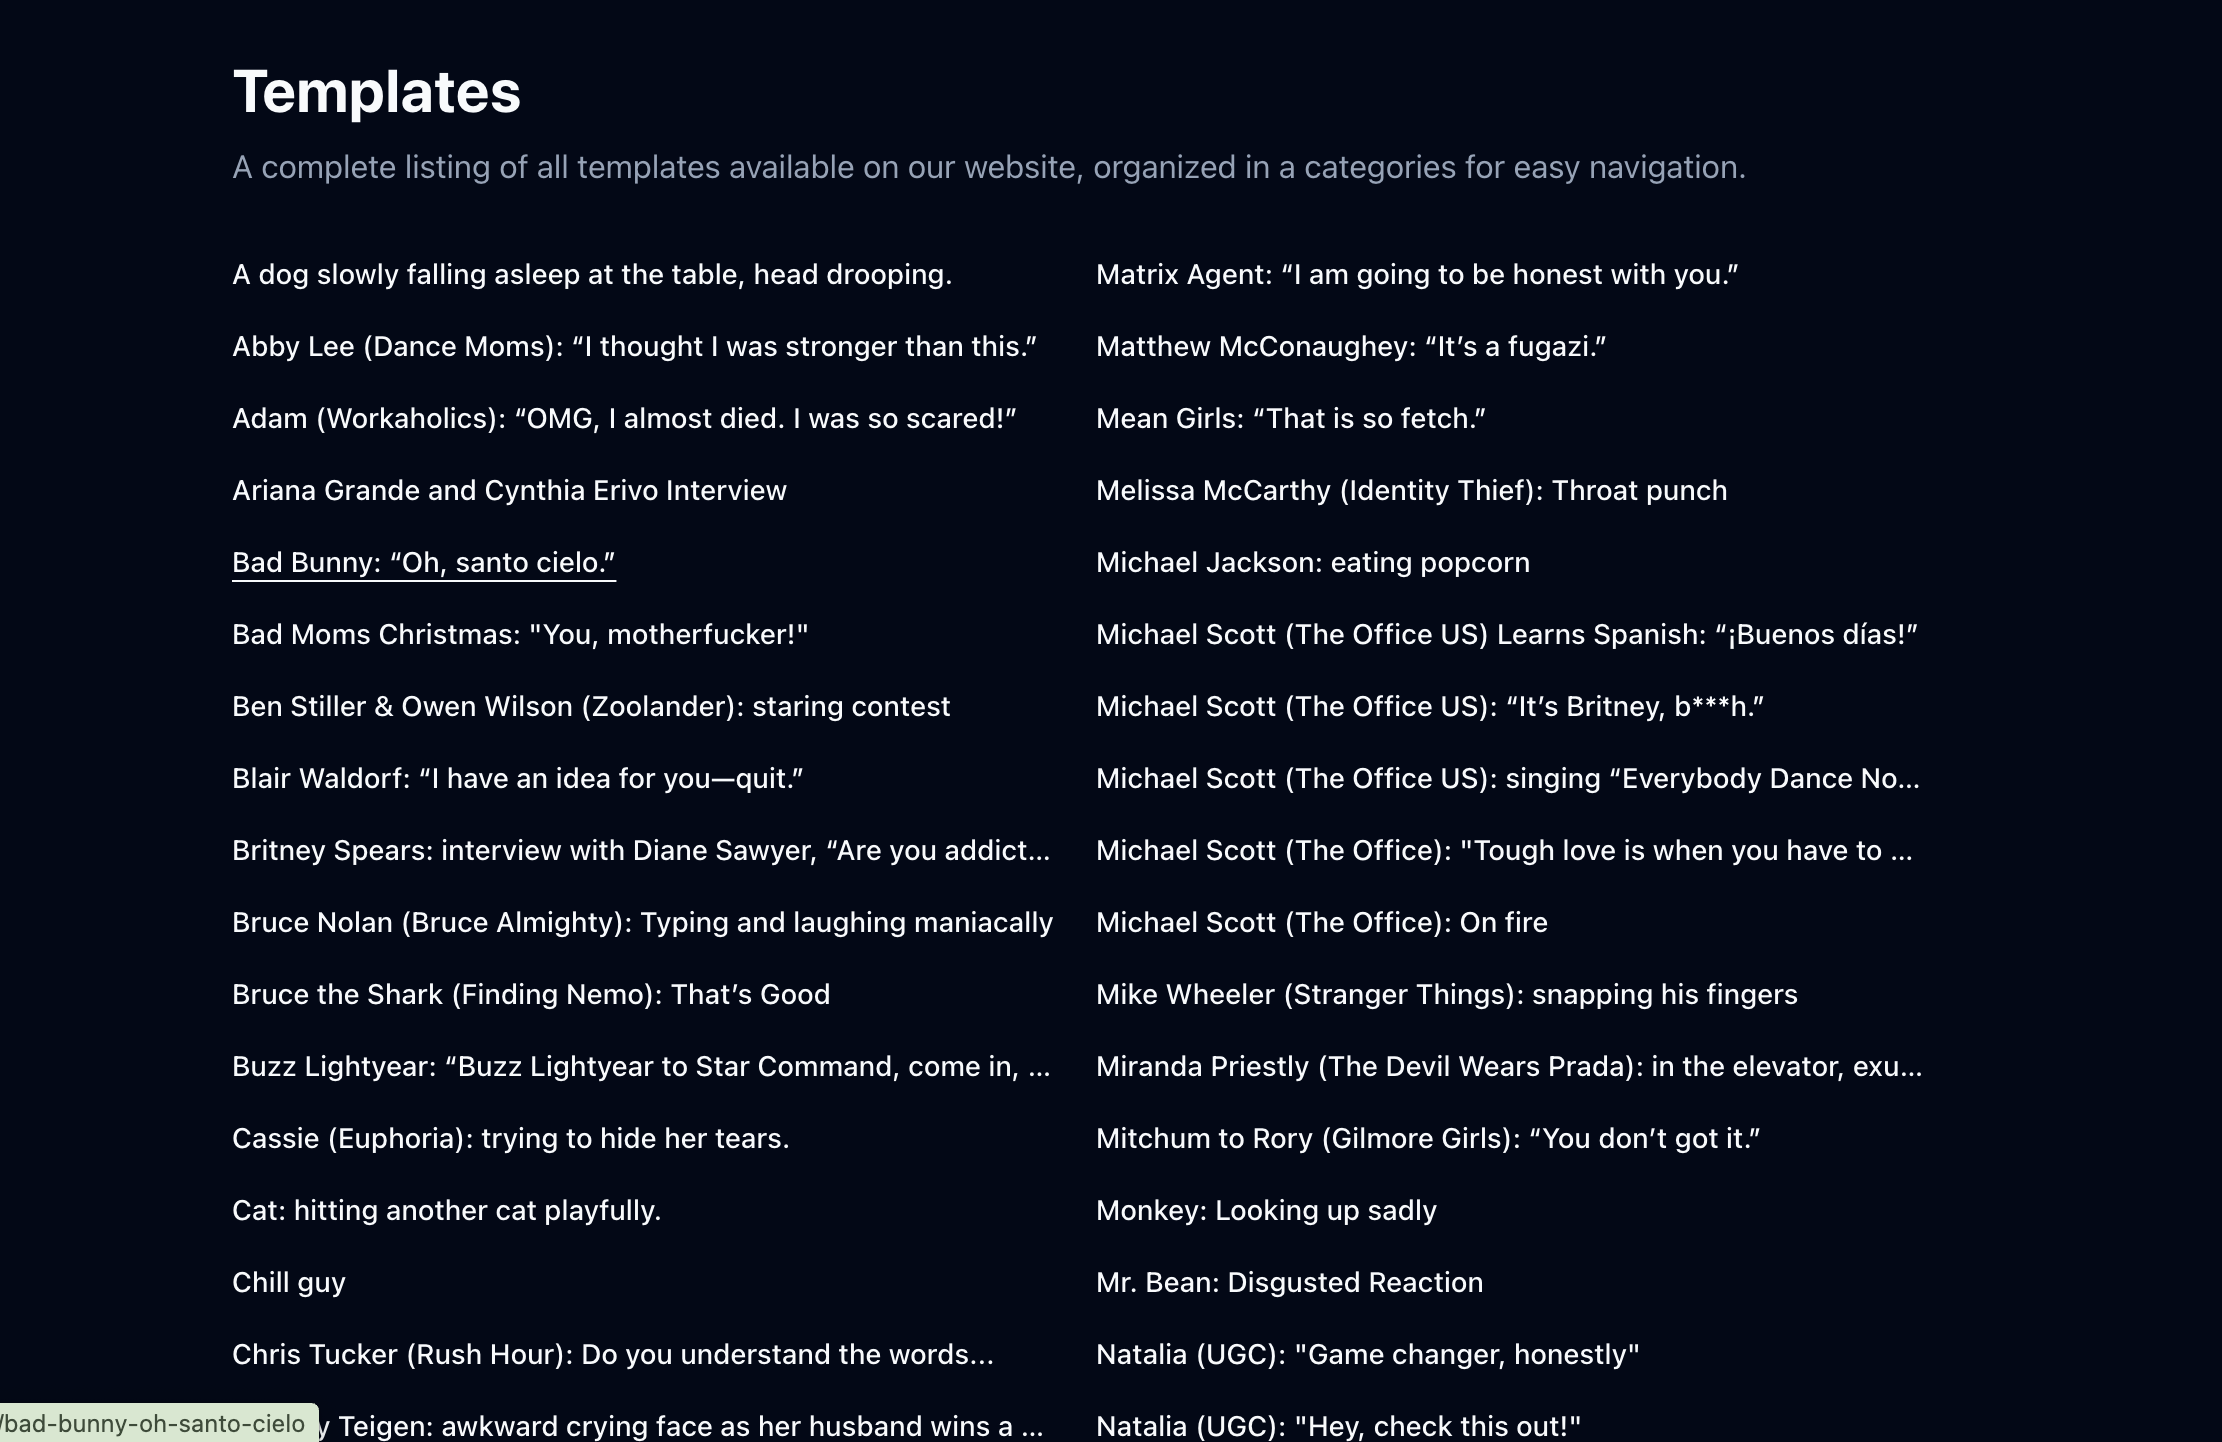 Templates
A complete listing of all templates available on our website, organized in a categories for easy navigation.
A dog slowly falling asleep at the table, head drooping.
Abby Lee (Dance Moms): “I thought I was stronger than this.”
Adam (Workaholics): “OMG, I almost died. I was so scared!”
Ariana Grande and Cynthia Erivo Interview
Bad Bunny: “Oh, santo cielo.”
Bad Moms Christmas: "You, motherfucker!"
Ben Stiller & Owen Wilson (Zoolander): staring contest
Blair Waldorf: “I have an idea for you—quit.”
Britney Spears: interview with Diane Sawyer, “Are you addict...
Bruce Nolan (Bruce Almighty): Typing and laughing maniacally
Bruce the Shark (Finding Nemo): That’s Good
Buzz Lightyear: “Buzz Lightyear to Star Command, come in, ...
Cassie (Euphoria): trying to hide her tears.
Cat: hitting another cat playfully.
Chill guy
Chris Tucker (Rush Hour): Do you understand the words...
y Teigen: awkward crying face as her husband wins a ...
Matrix Agent: “I am going to be honest with you.”
Matthew McConaughey: “It’s a fugazi.”
Mean Girls: “That is so fetch.”
Melissa McCarthy (Identity Thief): Throat punch
Michael Jackson: eating popcorn
Michael Scott (The Office US) Learns Spanish: “¡Buenos días!”
Michael Scott (The Office US): “It’s Britney, b***h.”
Michael Scott (The Office US): singing “Everybody Dance No...
Michael Scott (The Office): "Tough love is when you have to ...
Michael Scott (The Office): On fire
Mike Wheeler (Stranger Things): snapping his fingers
Miranda Priestly (The Devil Wears Prada): in the elevator, exu...
Mitchum to Rory (Gilmore Girls): “You don’t got it.”
Monkey: Looking up sadly
Mr. Bean: Disgusted Reaction
Natalia (UGC): "Game changer, honestly"
Natalia (UGC): "Hey, check this out!"
/bad-bunny-oh-santo-cielo